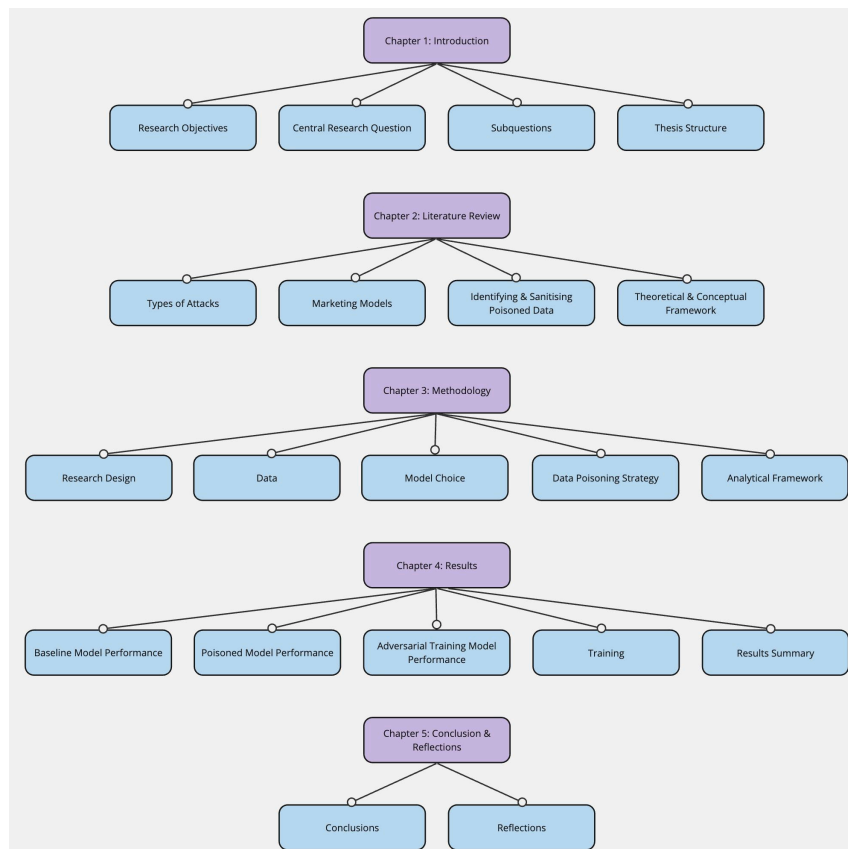 Chapter 1: Introduction
Research Objectives
Central Research Question
Subquestions
Thesis Structure
Chapter 2: Literature Review
Types of Attacks
Marketing Models
Identifying & Sanitising
Poisoned Data
Theoretical & Conceptual
Framework
Chapter 3: Methodology
Research Design
Data
Model Choice
Data Poisoning Strategy
Analytical Framework
Chapter 4: Results
Baseline Model Performance
Poisoned Model Performance
Adversarial Training Model
Performance
Training
Results Summary
Chapter 5: Conclusion &
Reflections
Conclusions
Reflections